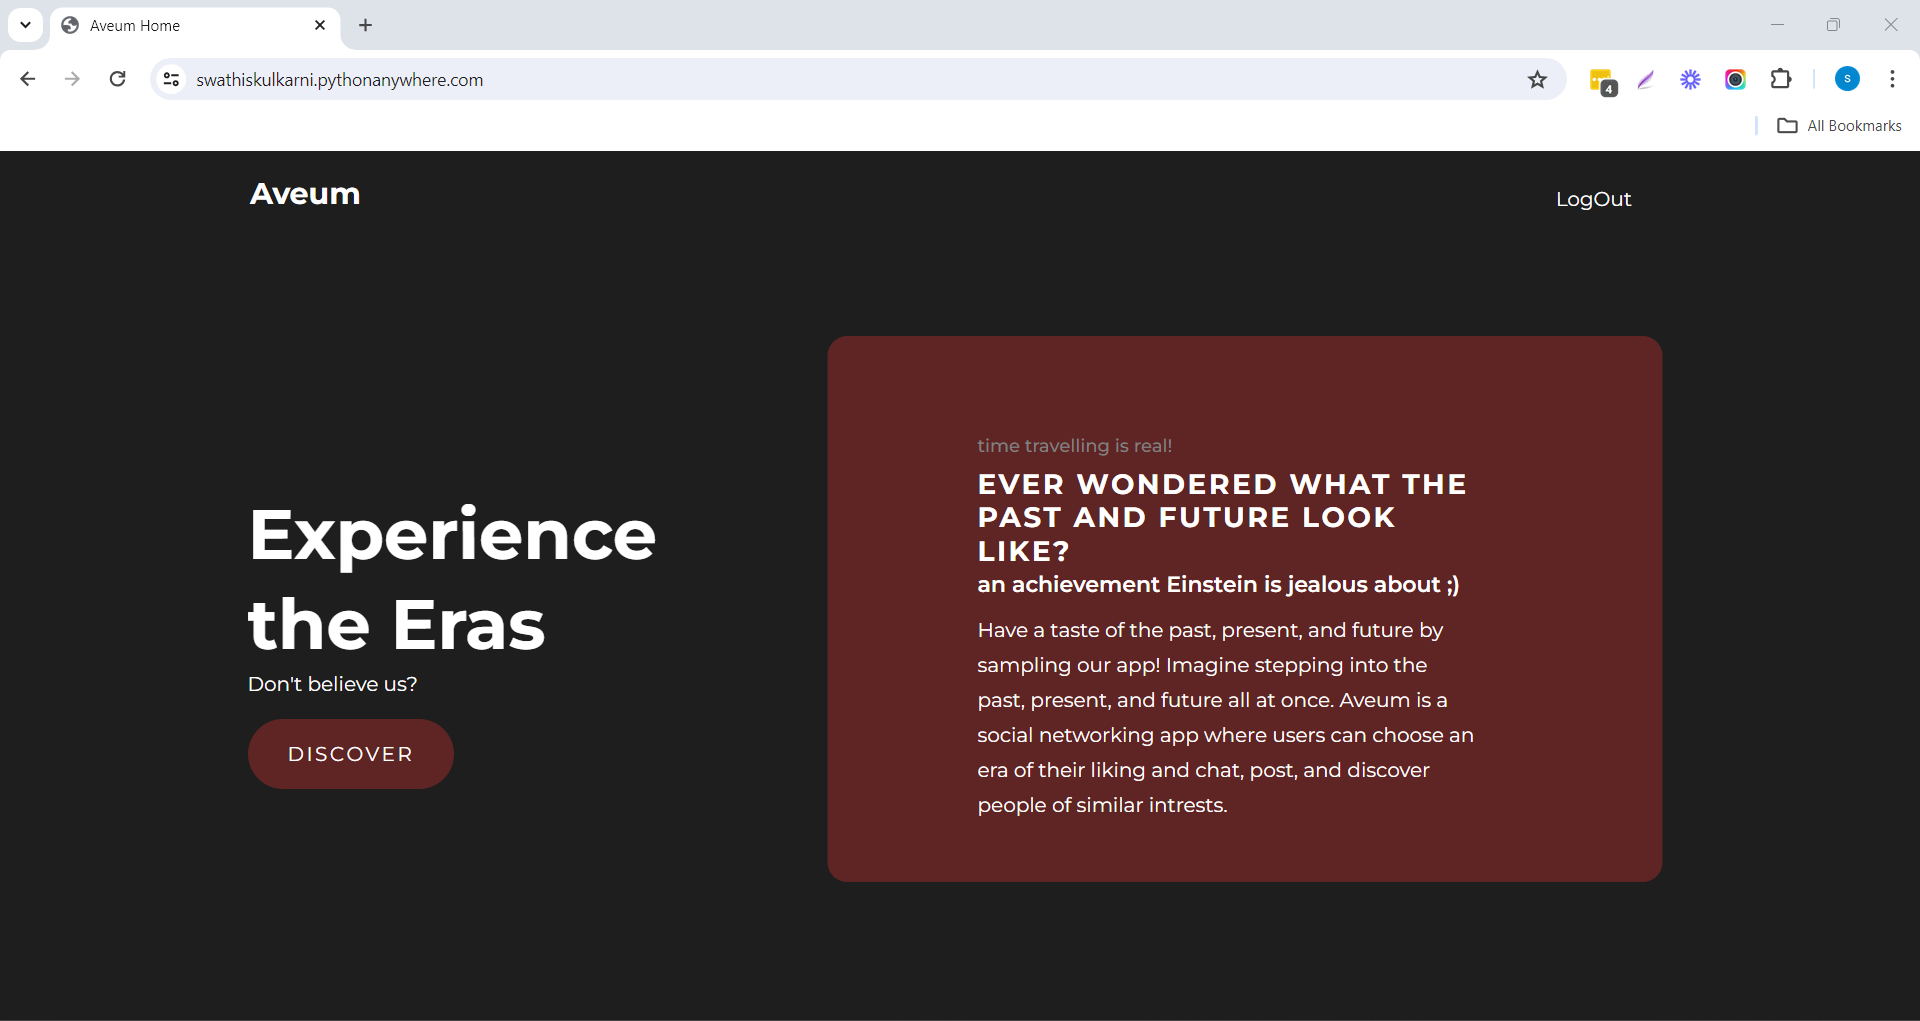 Aveum Home
swathiskulkarni.pythonanywhere.com
4
s
All Bookmarks
Aveum
LogOut
Experience
the Eras
Don't believe us?
DISCOVER
time travelling is real!
EVER WONDERED WHAT THE
PAST AND FUTURE LOOK
LIKE?
an achievement Einstein is jealous about ;)
Have a taste of the past, present, and future by
sampling our app! Imagine stepping into the
past, present, and future all at once. Aveum is a
social networking app where users can choose an
era of their liking and chat, post, and discover
people of similar intrests.